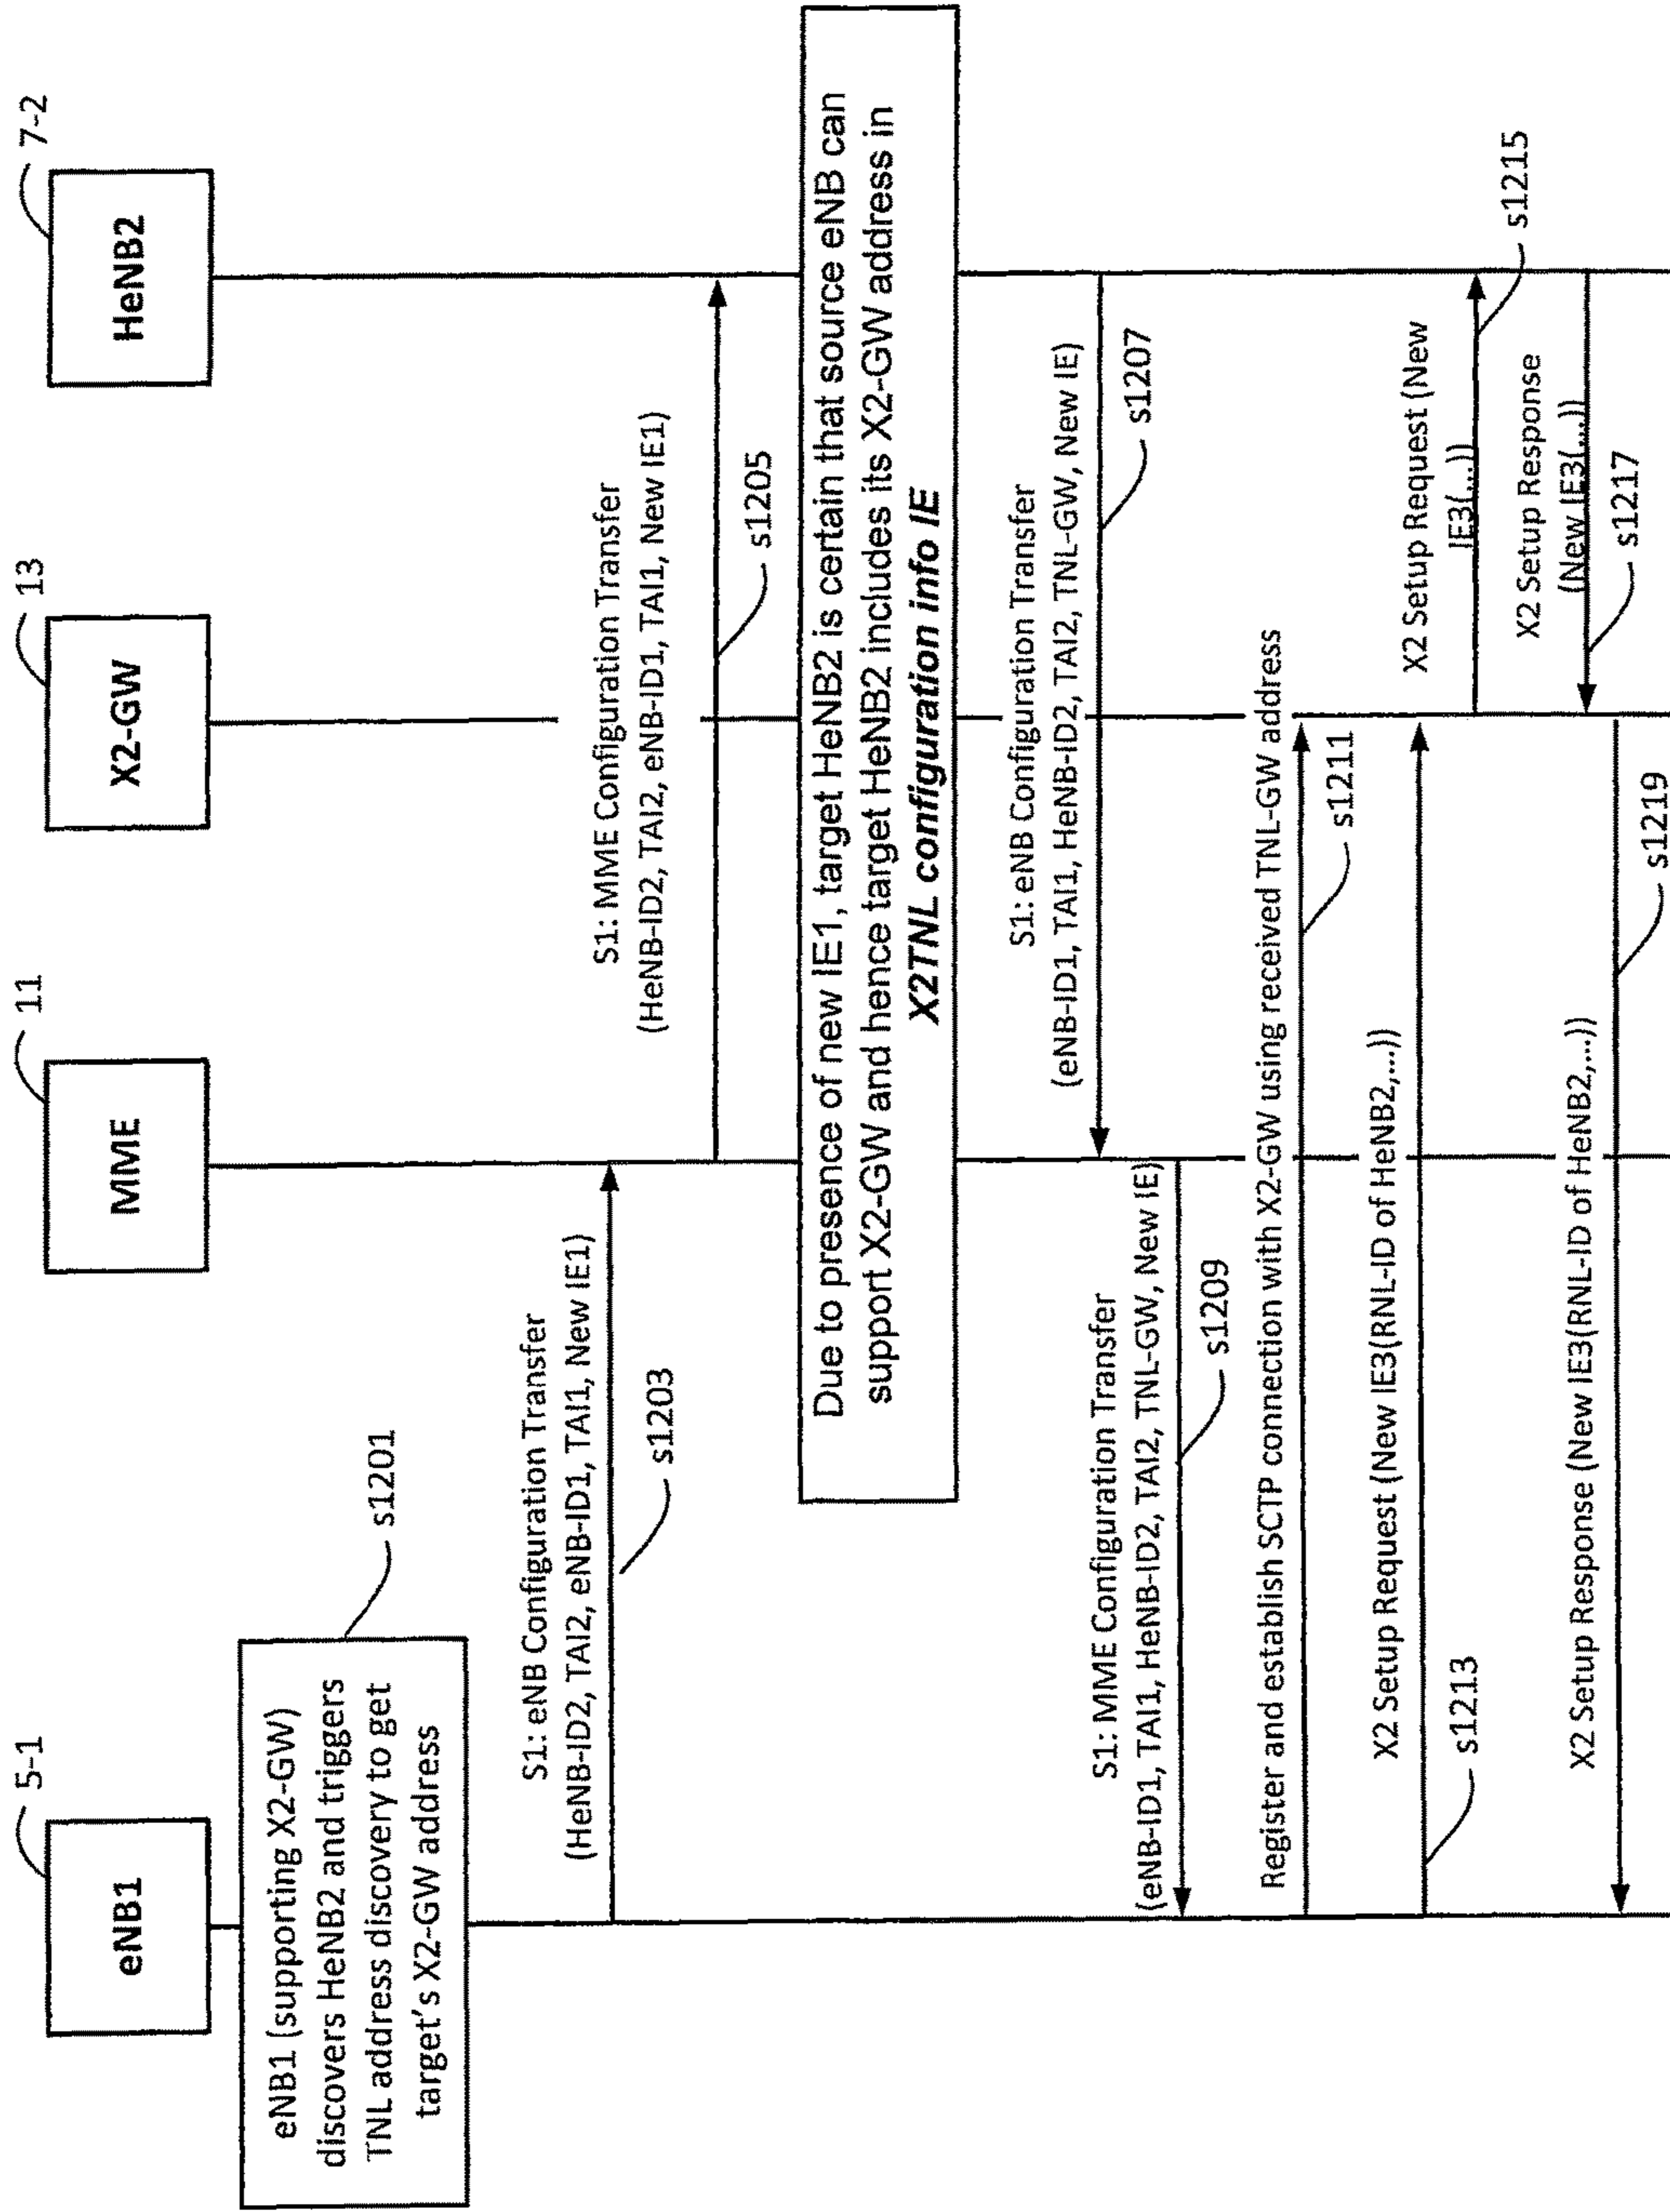 5-1
eNB1
11
MME
13
X2-GW
7-2
HeNB2
eNB1 (supporting X2-GW)
discovers HeNB2 and triggers
TNL address discovery to get
target's X2-GW address
s1201
S1: eNB Configuration Transfer
(HeNB-ID2, TAI2, eNB-ID1, TAI1, New IE1)
s1203
S1: MME Configuration Transfer
(HeNB-ID2, TAI2, eNB-ID1, TAI1, New IE1)
s1205
Due to presence of new IE1, target HeNB2 is certain that source eNB can
support X2-GW and hence target HeNB2 includes its X2-GW address in
X2TNL configuration info IE
S1: eNB Configuration Transfer
(eNB-ID1, TAI1, HeNB-ID2, TAI2, TNL-GW, New IE)
s1207
S1: MME Configuration Transfer
(eNB-ID1, TAI1, HeNB-ID2, TAI2, TNL-GW, New IE)
s1209
Register and establish SCTP connection with X2-GW using received TNL-GW address
s1211
X2 Setup Request (New IE3(RNL-ID of HeNB2,...))
s1213
X2 Setup Request (New
IE3(...))
s1215
X2 Setup Response
(New IE3(...))
s1217
X2 Setup Response (New IE3(RNL-ID of HeNB2,...))
s1219